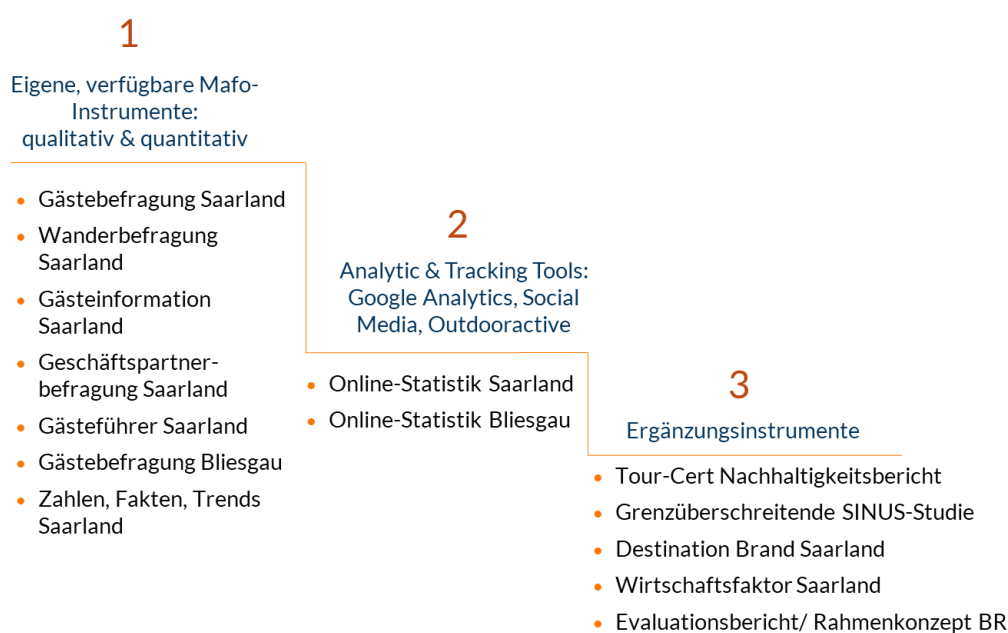 1
Eigene, verfügbare Mafo-
Instrumente:
qualitativ & quantitativ
• Gästebefragung Saarland
• Wanderbefragung
Saarland
• Gästeinformation
Saarland
• Geschäftspartner-
befragung Saarland
• Gästeführer Saarland
• Gästebefragung Bliesgau
• Zahlen, Fakten, Trends
Saarland
2
Analytic & Tracking Tools:
Google Analytics, Social
Media, Outdooractive
• Online-Statistik Saarland
• Online-Statistik Bliesgau
3
Ergänzungsinstrumente
• Tour-Cert Nachhaltigkeitsbericht
• Grenzüberschreitende SINUS-Studie
• Destination Brand Saarland
• Wirtschaftsfaktor Saarland
• Evaluationsbericht/ Rahmenkonzept BR